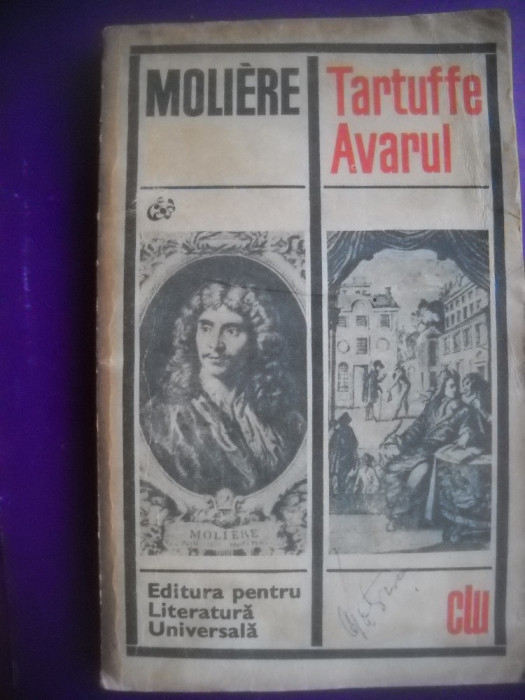 MOLIÈRE
Tartuffe
Avarul
MOLIERE
Editura pentru
Literatură
Universală
clu